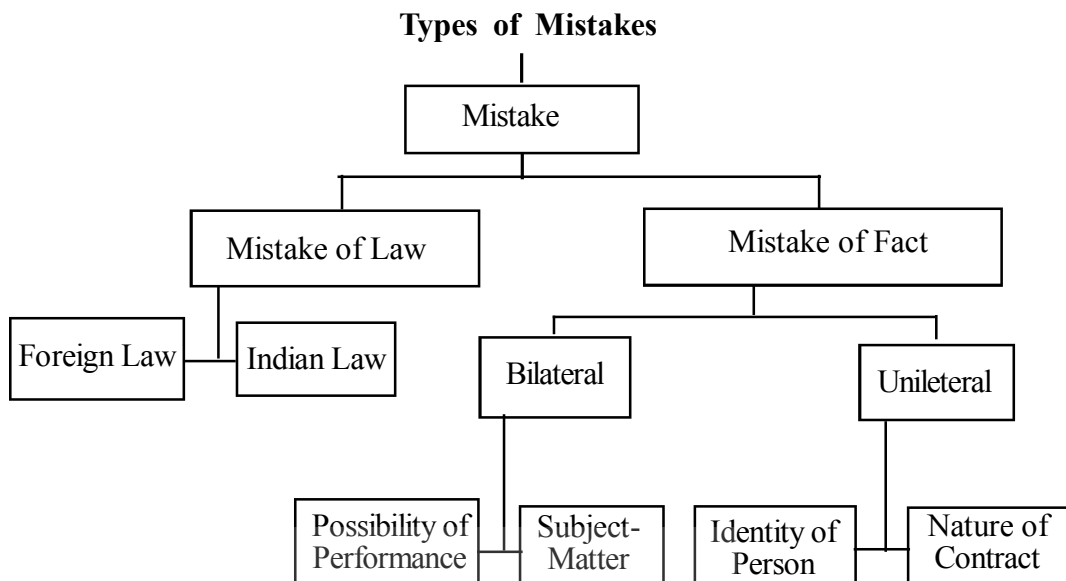 Types of Mistakes
Mistake
Mistake of Law
Mistake of Fact
Foreign Law
Indian Law
Bilateral
Unileteral
Possibility of
Performance
Subject-
Matter
Identity of
Person
Nature of
Contract